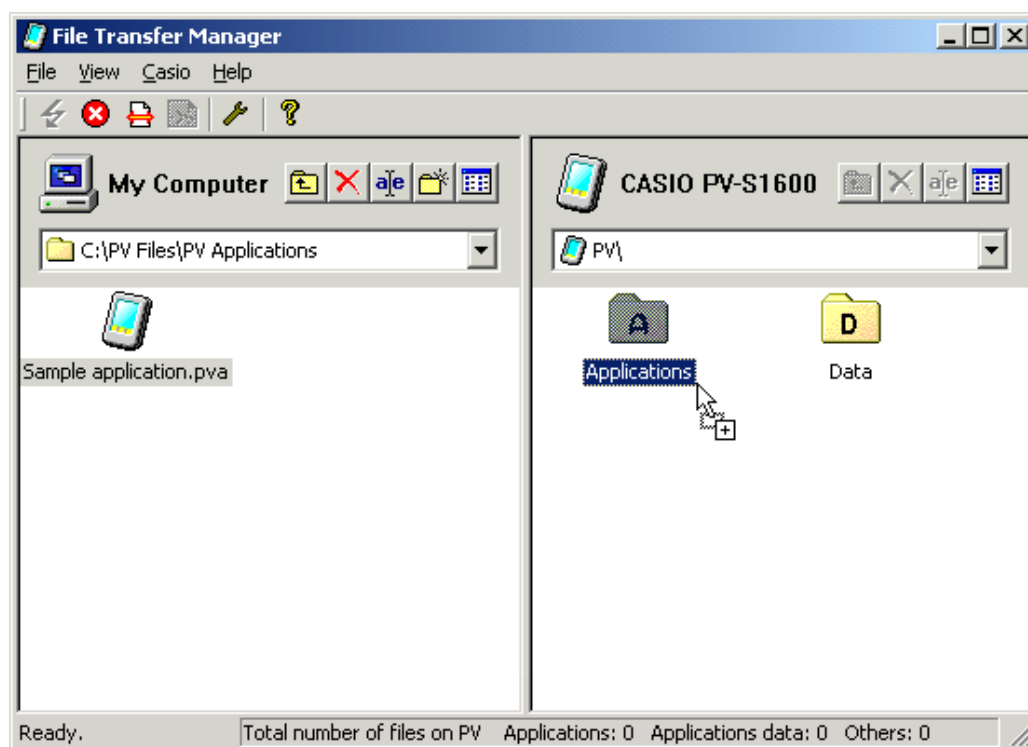 File Transfer Manager
File View Casio Help
My Computer
a|e
CASIO PV-S1600
a|e
C:\PV Files\PV Applications
PV\
A
D
Sample application.pva
Applications
Data
Ready.
Total number of files on PV Applications: 0 Applications data: 0 Others: 0